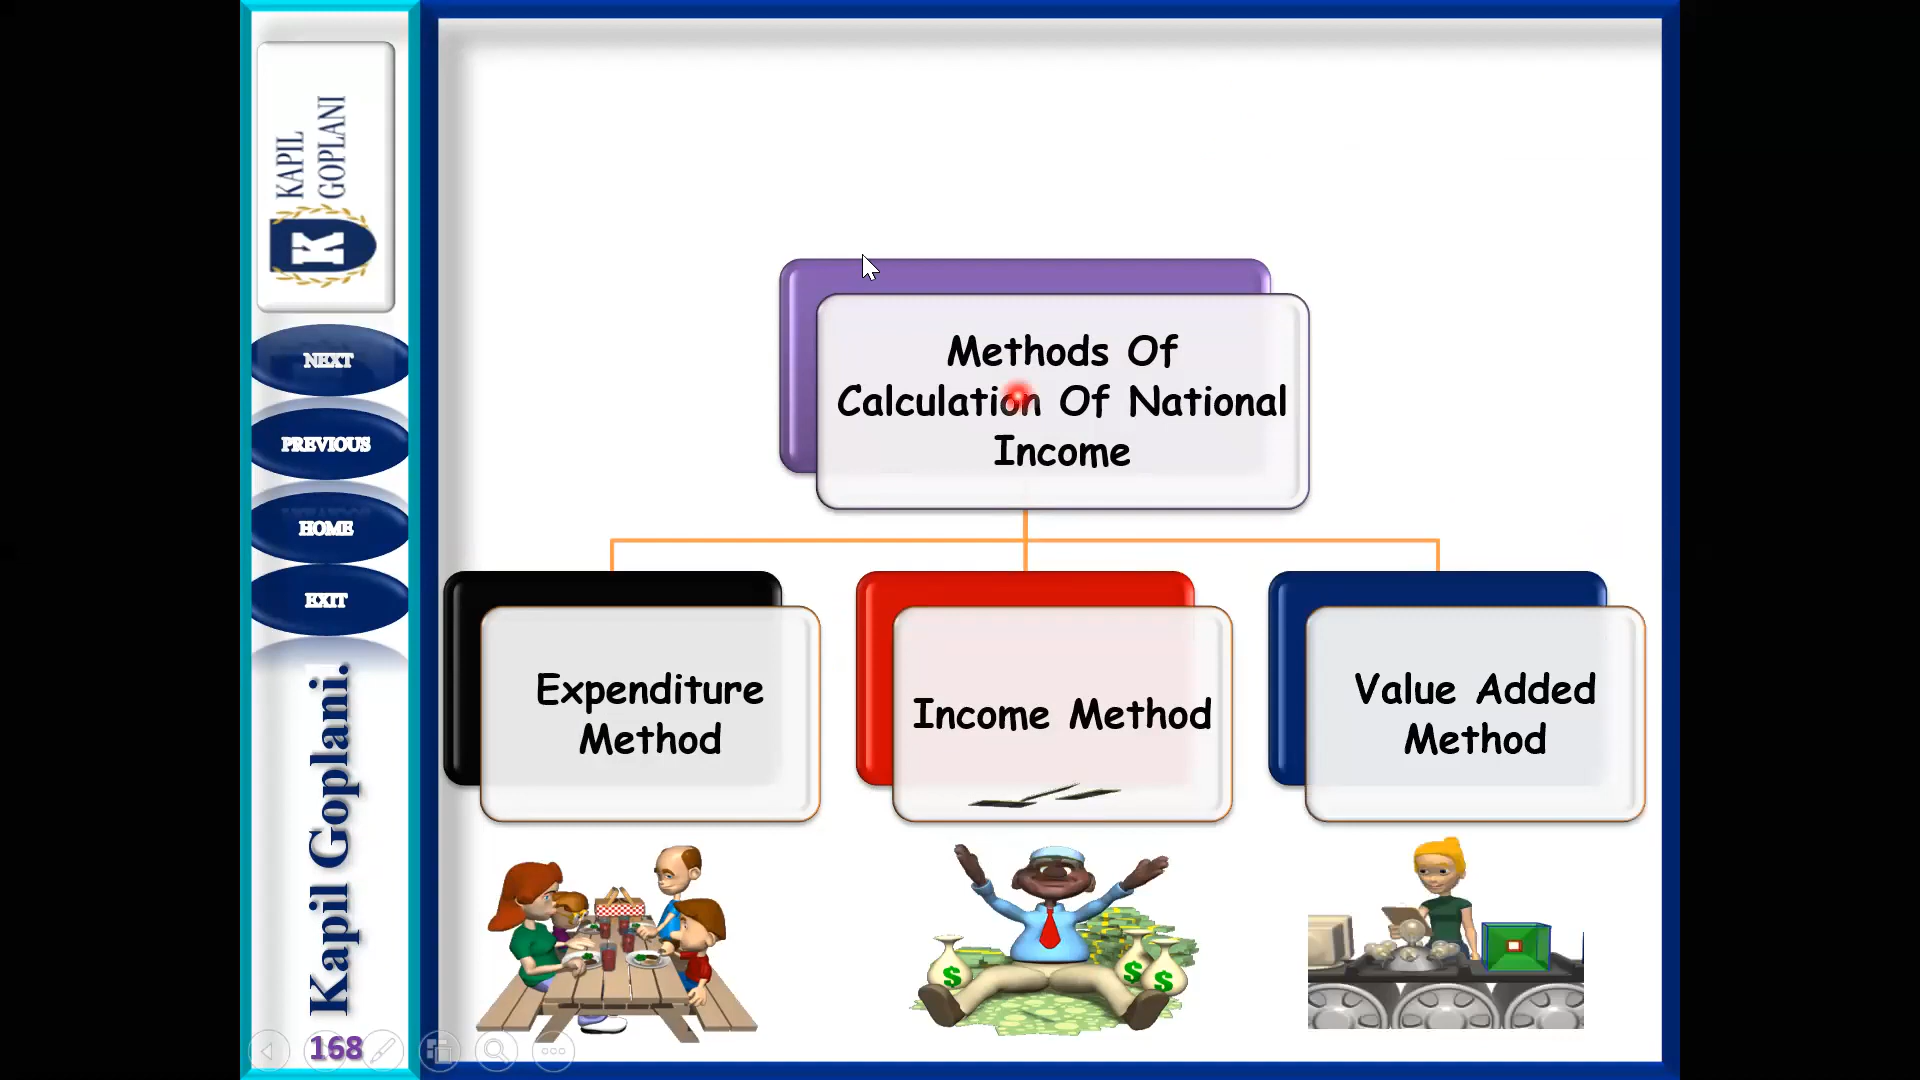 KAPIL
GOPLANI
K
NEXT
PREVIOUS
HOME
EXIT
Kapil Goplani.
168
Methods Of
Calculation Of National
Income
Expenditure
Method
Income Method
Value Added
Method
$
$
$